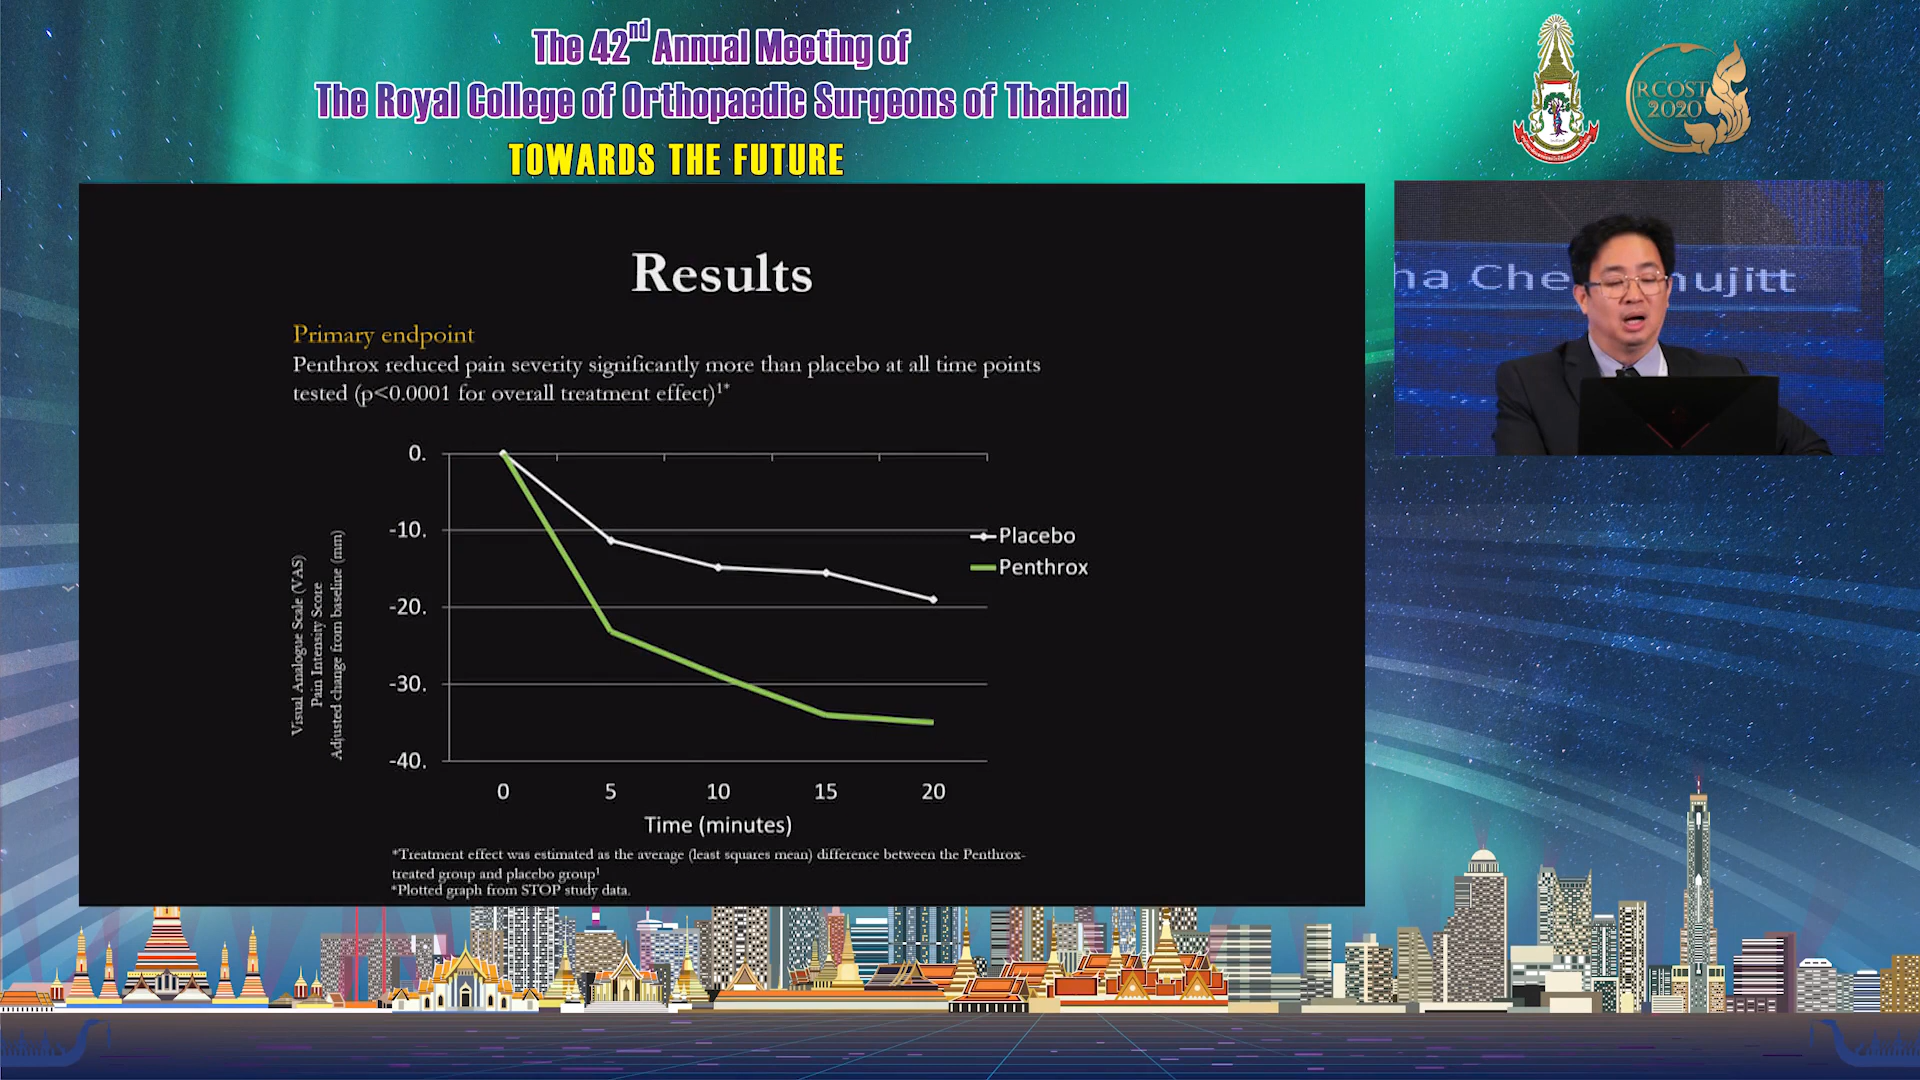 The 42nd Annual Meeting of
The Royal College of Orthopaedic Surgeons of Thailand
TOWARDS THE FUTURE
RCOST
2020
Results
Primary endpoint
Penthrox reduced pain severity significantly more than placebo at all time points
tested (p<0.0001 for overall treatment effect)¹*
0.
-10.
-20.
-30.
-40.
Visual Analogue Scale (VAS)
Pain Intensity Score
Adjusted change from baseline (mm)
Placebo
Penthrox
0 5 10 15 20
Time (minutes)
*Treatment effect was estimated as the average (least squares mean) difference between the Penthrox-
treated group and placebo group¹
*Plotted graph from STOP study data.